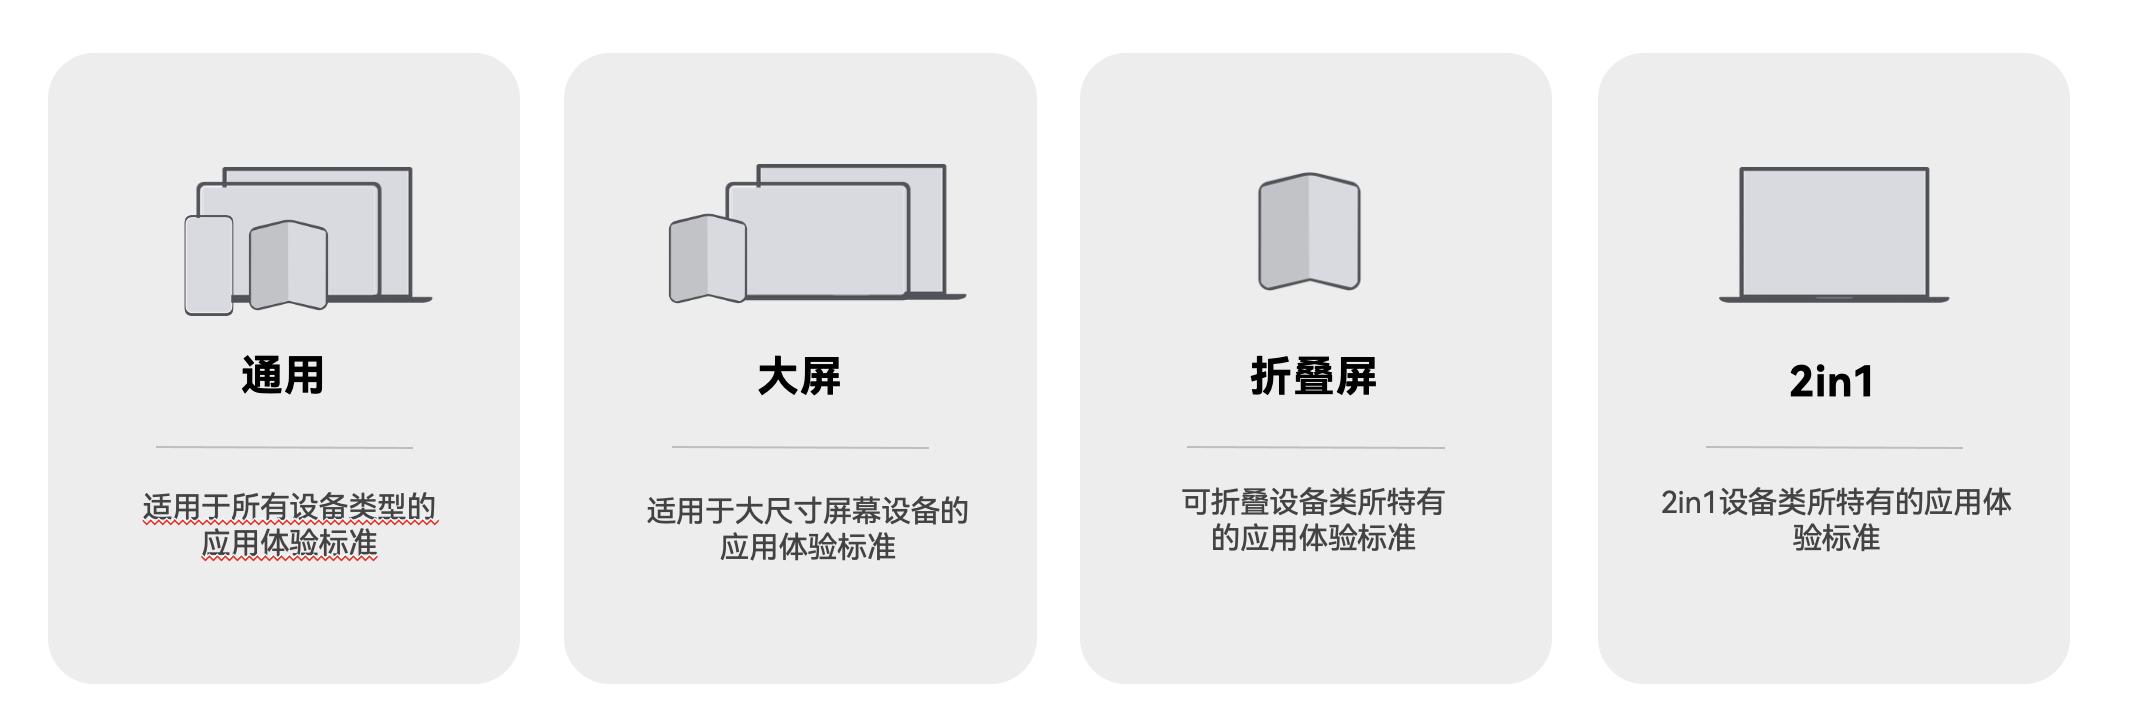 通用
适用于所有设备类型的
应用体验标准
大屏
适用于大尺寸屏幕设备的
应用体验标准
折叠屏
可折叠设备类所特有
的应用体验标准
2in1
2in1设备类所特有的应用体
验标准